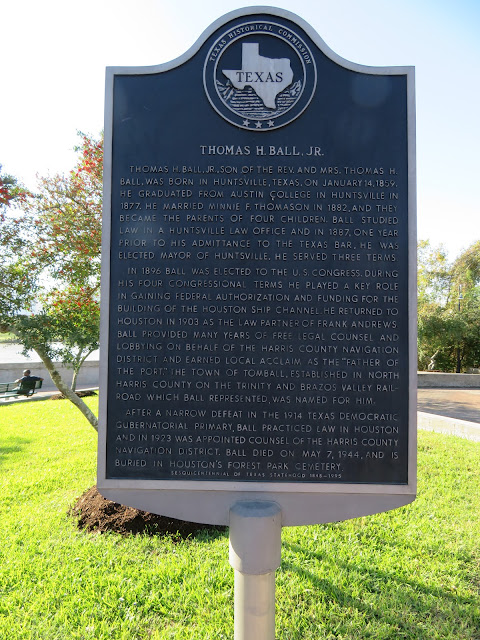 TEXAS HISTORICAL COMMISSION
TEXAS
THOMAS H. BALL, JR.
THOMAS H. BALL, JR., SON OF THE REV. AND MRS. THOMAS H.
BALL, WAS BORN IN HUNTSVILLE, TEXAS, ON JANUARY 14, 1859.
HE GRADUATED FROM AUSTIN COLLEGE IN HUNTSVILLE IN
1877. HE MARRIED MINNIE F. THOMASON IN 1882, AND THEY
BECAME THE PARENTS OF FOUR CHILDREN. BALL STUDIED
LAW IN A HUNTSVILLE LAW OFFICE AND IN 1887, ONE YEAR
PRIOR TO HIS ADMITTANCE TO THE TEXAS BAR, HE WAS
ELECTED MAYOR OF HUNTSVILLE. HE SERVED THREE TERMS.
IN 1896 BALL WAS ELECTED TO THE U.S. CONGRESS. DURING
HIS FOUR CONGRESSIONAL TERMS HE PLAYED A KEY ROLE
IN GAINING FEDERAL AUTHORIZATION AND FUNDING FOR THE
BUILDING OF THE HOUSTON SHIP CHANNEL. HE RETURNED TO
HOUSTON IN 1903 AS THE LAW PARTNER OF FRANK ANDREWS.
BALL PROVIDED MANY YEARS OF FREE LEGAL COUNSEL AND
LOBBYING ON BEHALF OF THE HARRIS COUNTY NAVIGATION
DISTRICT AND EARNED LOCAL ACCLAIM AS THE "FATHER OF
THE PORT." THE TOWN OF TOMBALL, ESTABLISHED IN NORTH
HARRIS COUNTY ON THE TRINITY AND BRAZOS VALLEY RAIL-
ROAD WHICH BALL REPRESENTED, WAS NAMED FOR HIM.
AFTER A NARROW DEFEAT IN THE 1914 TEXAS DEMOCRATIC
GUBERNATORIAL PRIMARY, BALL PRACTICED LAW IN HOUSTON
AND IN 1923 WAS APPOINTED COUNSEL OF THE HARRIS COUNTY
NAVIGATION DISTRICT. BALL DIED ON MAY 7, 1944, AND IS
BURIED IN HOUSTON'S FOREST PARK CEMETERY.
SESQUICENTENNIAL OF TEXAS STATEHOOD 1845-1995